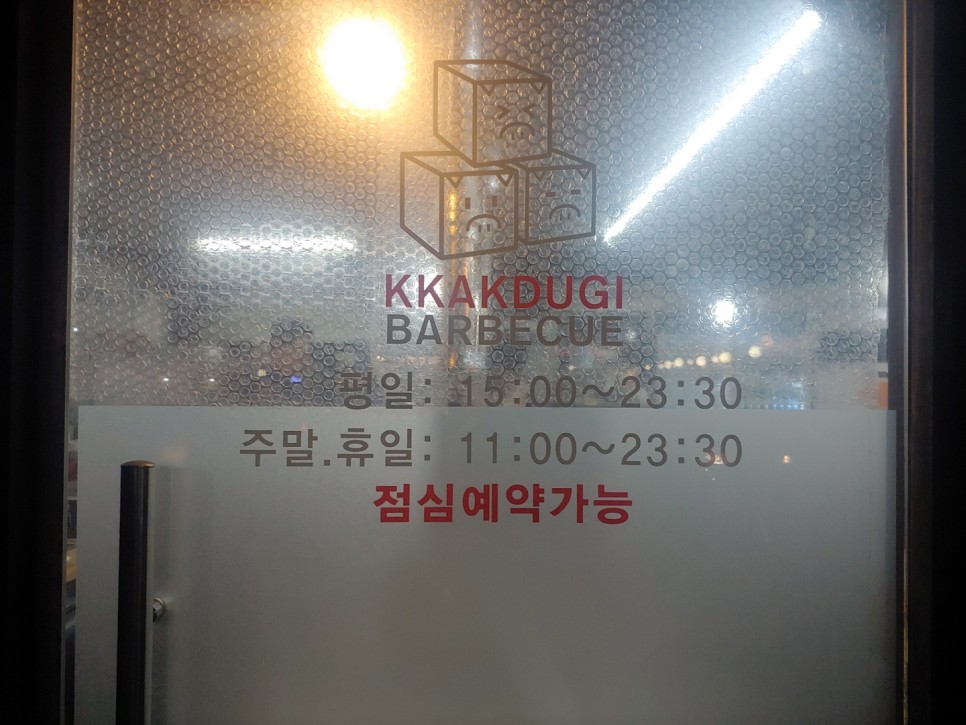 KKAKDUGI
BARBECUE
평일: 15:00~23:30
주말.휴일: 11:00~23:30
점심예약가능